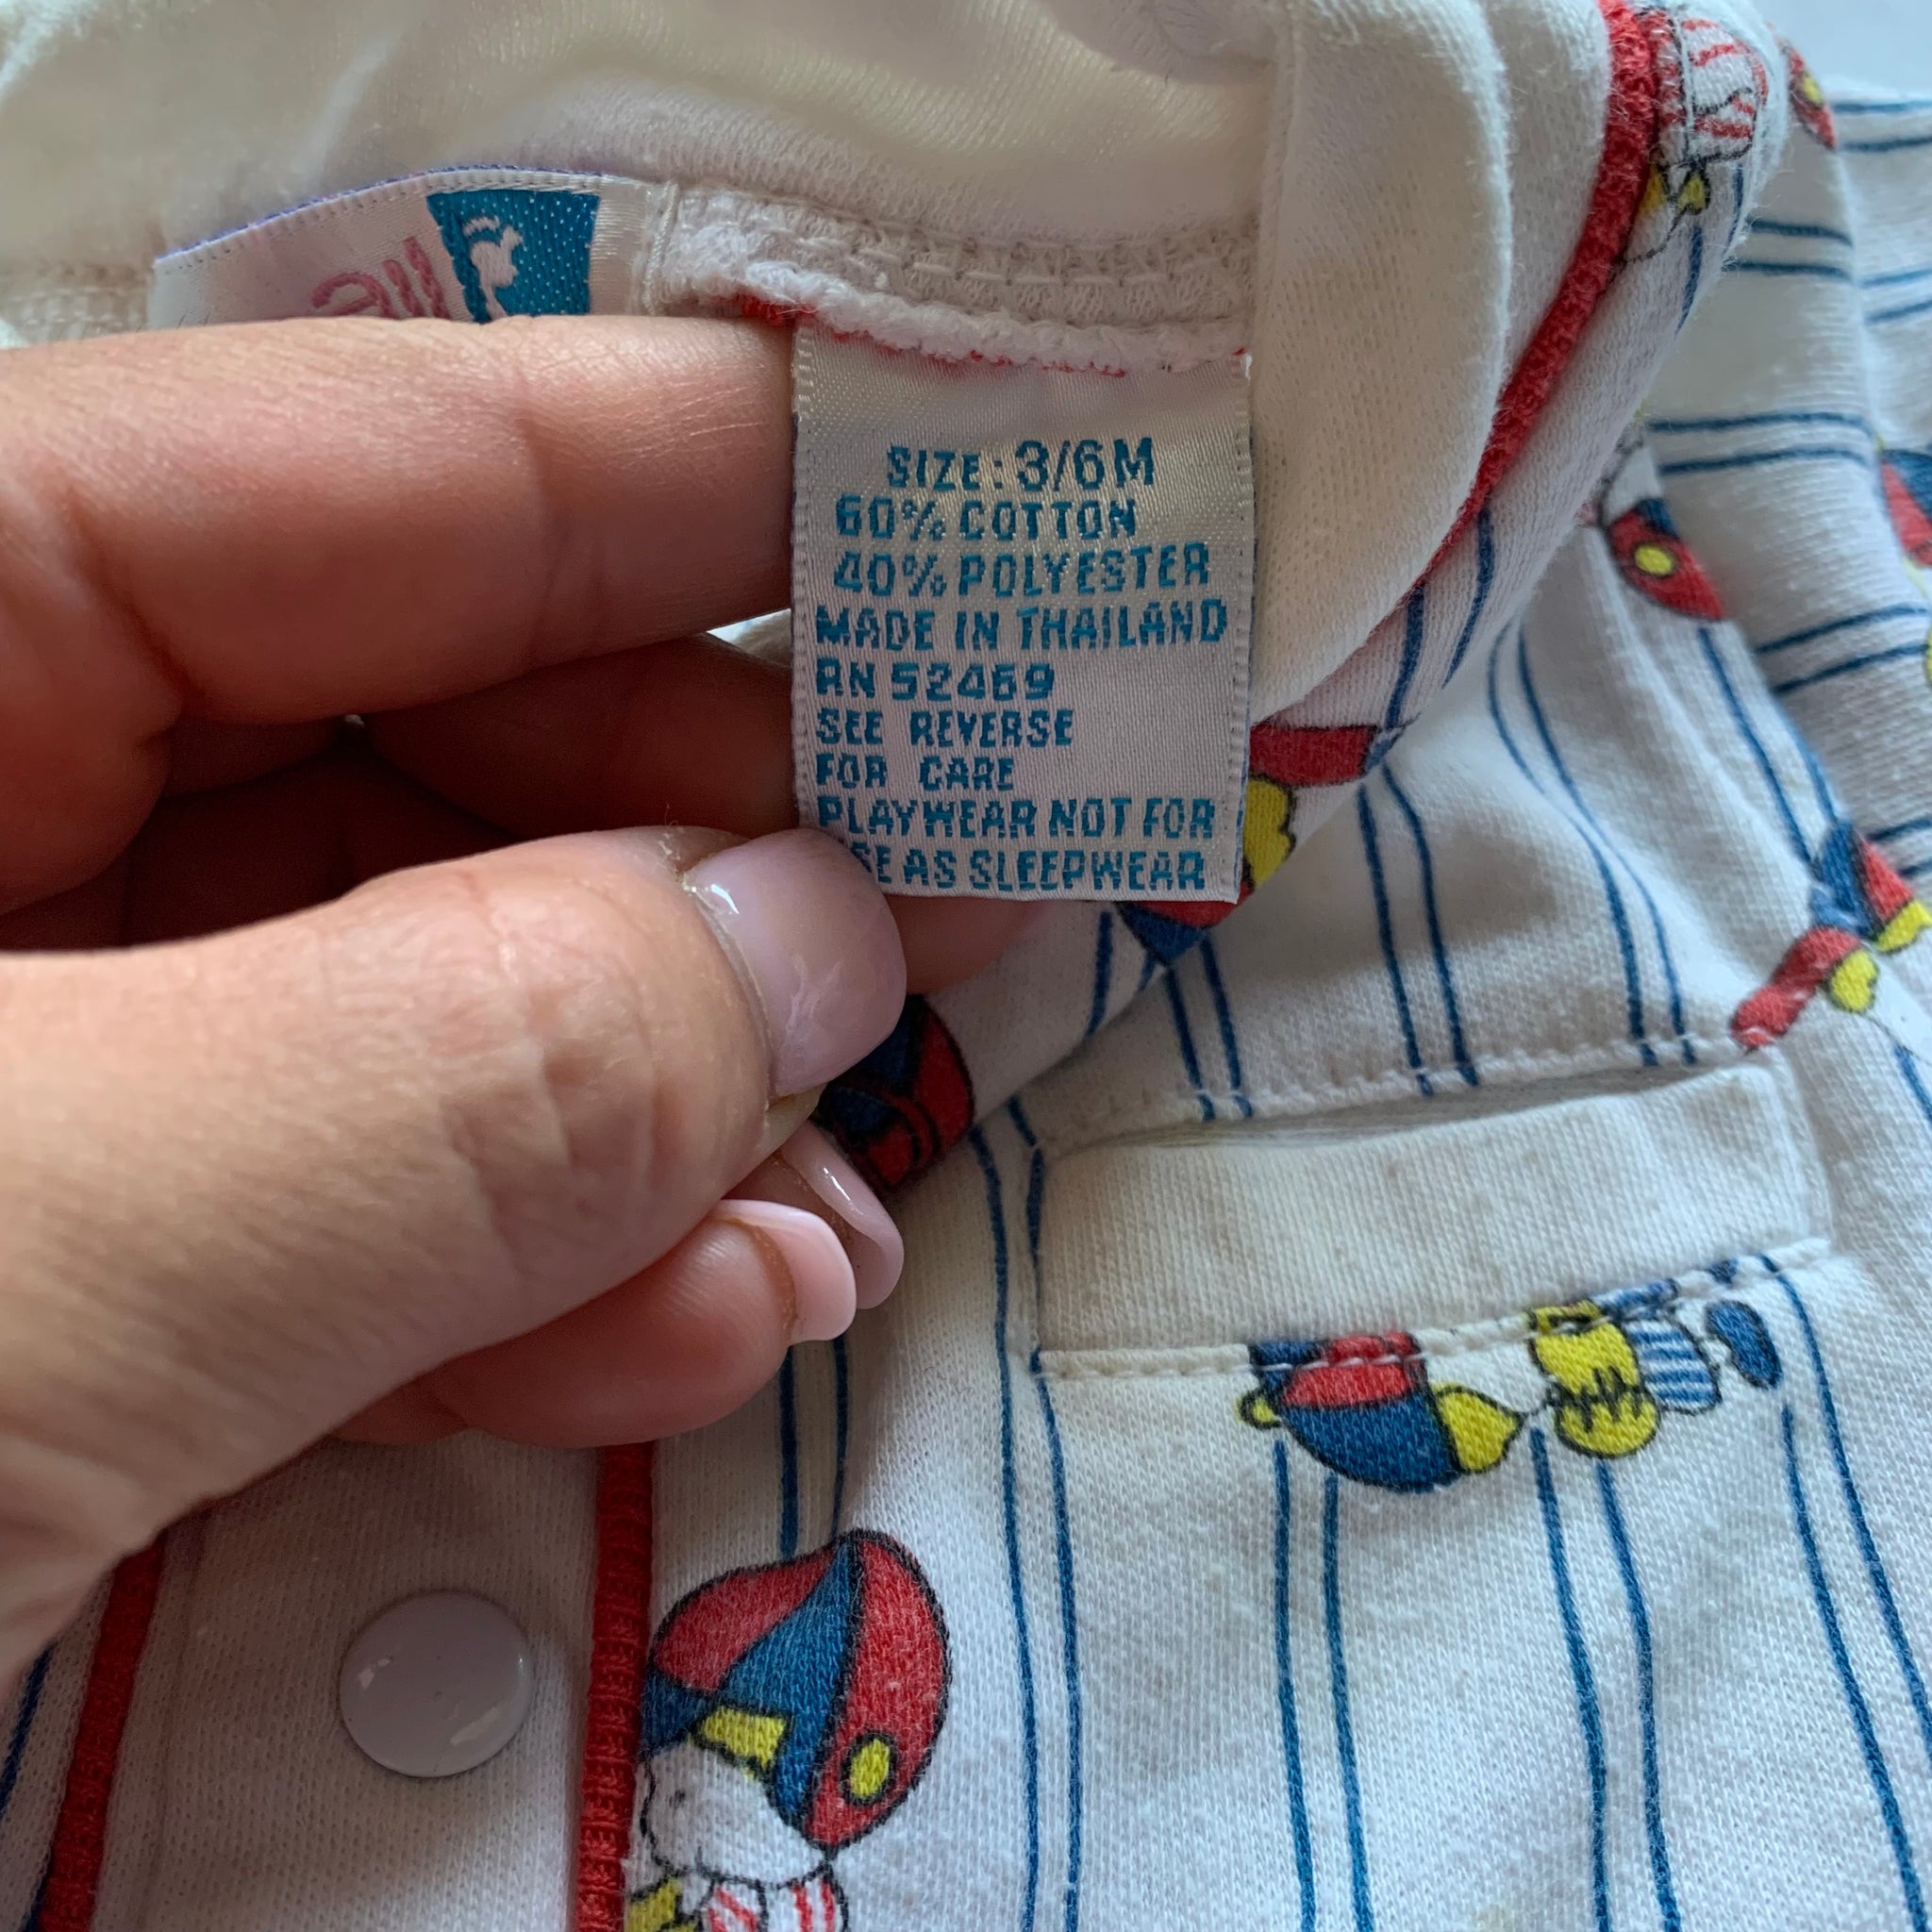 SIZE: 3/6M
60% COTTON
40% POLYESTER
MADE IN THAILAND
RN 52469
SEE REVERSE
FOR CARE
PLAYWEAR NOT FOR
AS SLEEPWEAR